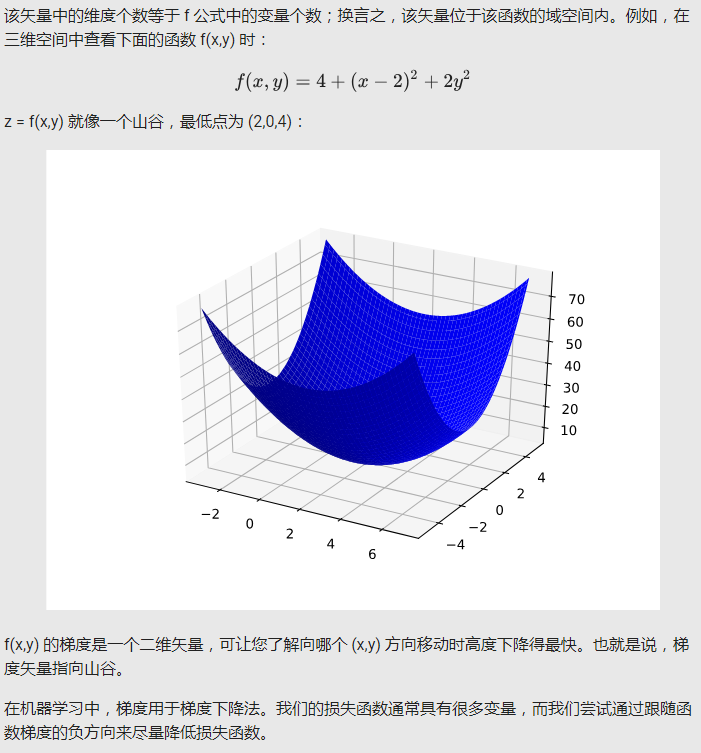 该矢量中的维度个数等于 f 公式中的变量个数；换言之，该矢量位于该函数的域空间内。例如，在
三维空间中查看下面的函数 f(x,y) 时：
f(x, y) = 4 + (x − 2)² + 2y²
z = f(x,y) 就像一个山谷，最低点为 (2,0,4)：
70
60
50
40
30
20
10
−2
0
2
4
6
−4
−2
0
2
4
f(x,y) 的梯度是一个二维矢量，可让您了解向哪个 (x,y) 方向移动时高度下降得最快。也就是说，梯
度矢量指向山谷。
在机器学习中，梯度用于梯度下降法。我们的损失函数通常具有很多变量，而我们尝试通过跟随函
数梯度的负方向来尽量降低损失函数。